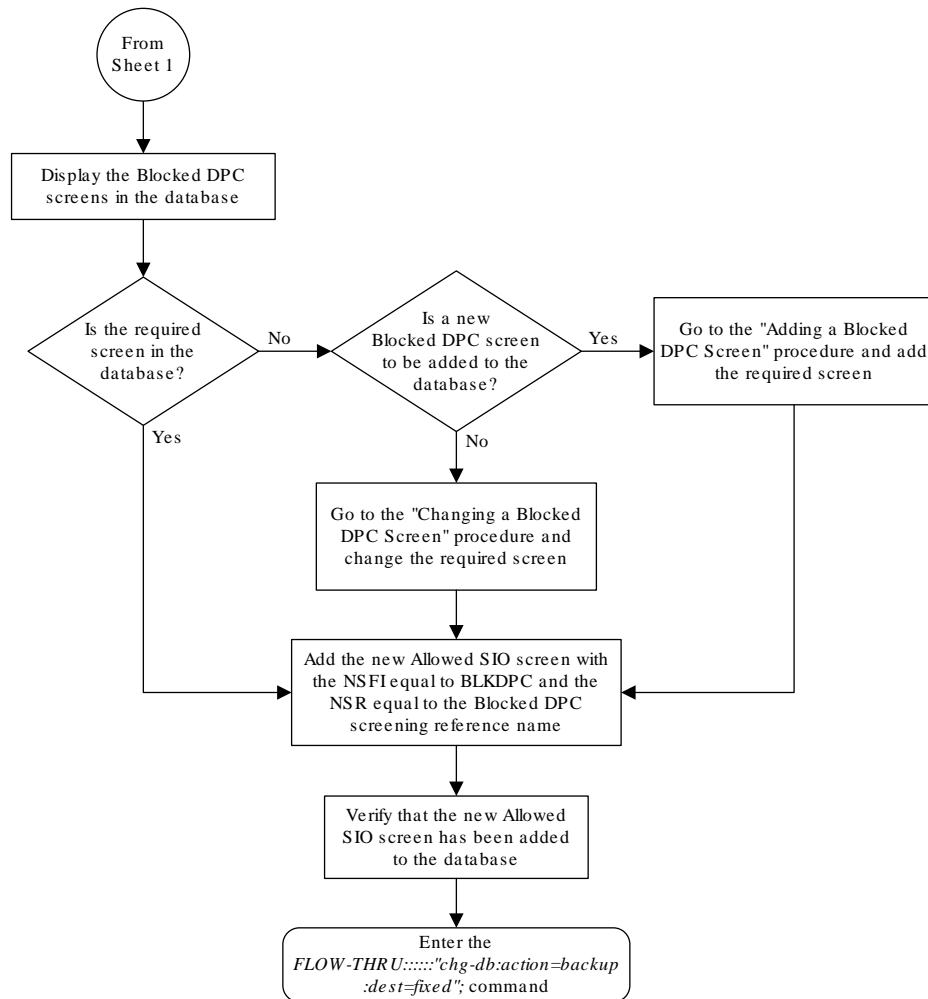 From
Sheet 1
Display the Blocked DPC
screens in the database
Is the required
screen in the
database?
No
Yes
Is a new
Blocked DPC screen
to be added to the
database?
Yes
No
Go to the "Adding a Blocked
DPC Screen" procedure and add
the required screen
Go to the "Changing a Blocked
DPC Screen" procedure and
change the required screen
Add the new Allowed SIO screen with
the NSFI equal to BLKDPC and the
NSR equal to the Blocked DPC
screening reference name
Verify that the new Allowed
SIO screen has been added
to the database
Enter the
FLOW-THRU::::::"chg-db:action=backup
:dest=fixed"; command